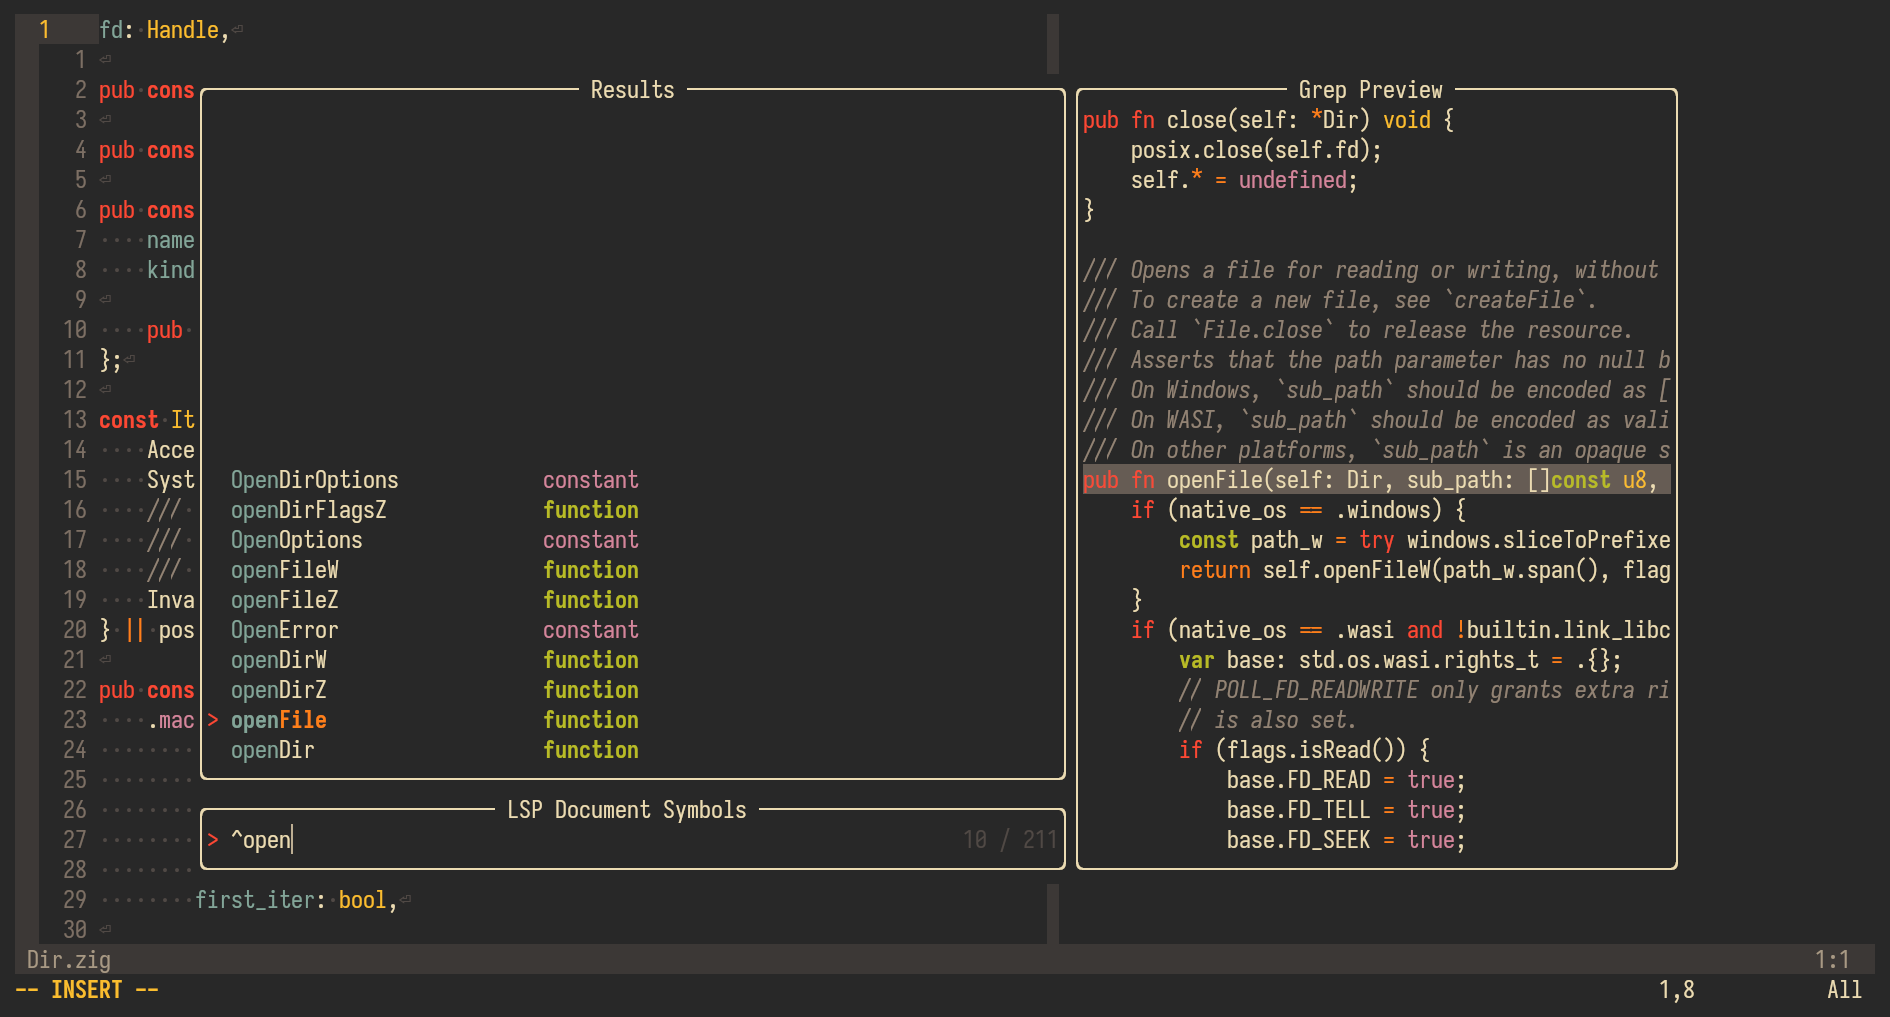 1 fd: Handle,
1
2 pub cons
3
4 pub cons
5
6 pub cons
7 name
8 kind
9
10 pub
11 };
12
13 const It
14 Acce
15 Syst
16 ///
17 ///
18 ///
19 Inva
20 } || pos
21
22 pub cons
23 .mac
24
25
26
27
28
29 first_iter: bool,
30
Results
OpenDirOptions constant
openDirFlagsZ function
OpenOptions constant
openFileW function
openFileZ function
OpenError constant
openDirW function
openDirZ function
> openFile function
openDir function
LSP Document Symbols
> ^open 10 / 211
Grep Preview
pub fn close(self: *Dir) void {
posix.close(self.fd);
self.* = undefined;
}
/// Opens a file for reading or writing, without
/// To create a new file, see `createFile`.
/// Call `File.close` to release the resource.
/// Asserts that the path parameter has no null b
/// On Windows, `sub_path` should be encoded as [
/// On WASI, `sub_path` should be encoded as vali
/// On other platforms, `sub_path` is an opaque s
pub fn openFile(self: Dir, sub_path: []const u8,
if (native_os == .windows) {
const path_w = try windows.sliceToPrefixe
return self.openFileW(path_w.span(), flag
}
if (native_os == .wasi and !builtin.link_libc
var base: std.os.wasi.rights_t = .{};
// POLL_FD_READWRITE only grants extra ri
// is also set.
if (flags.isRead()) {
base.FD_READ = true;
base.FD_TELL = true;
base.FD_SEEK = true;
Dir.zig 1:1
-- INSERT -- 1,8 All